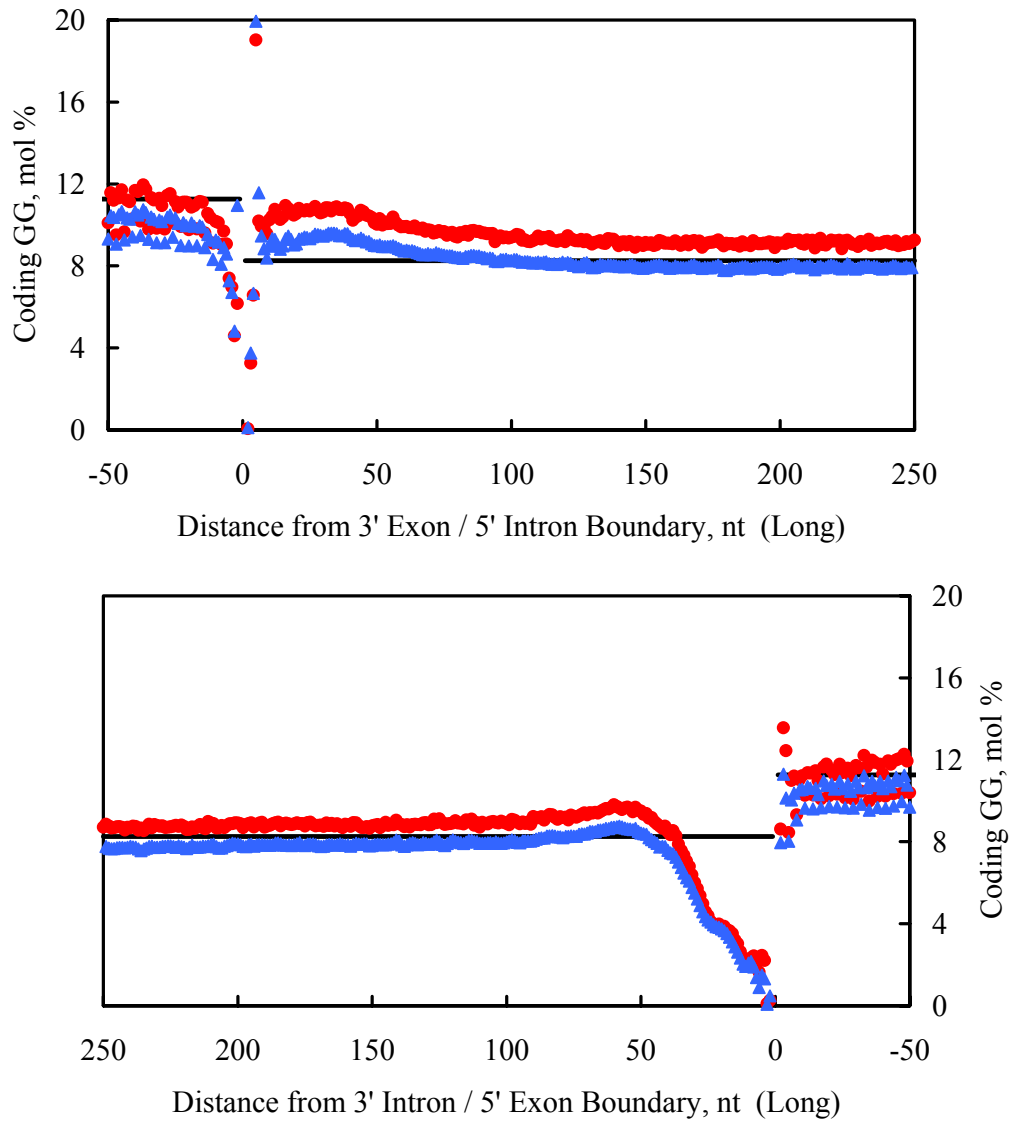 20
16
12
8
4
0
Coding GG, mol %
-50 0 50 100 150 200 250
Distance from 3' Exon / 5' Intron Boundary, nt (Long)
20
16
12
8
4
0
Coding GG, mol %
250 200 150 100 50 0 -50
Distance from 3' Intron / 5' Exon Boundary, nt (Long)